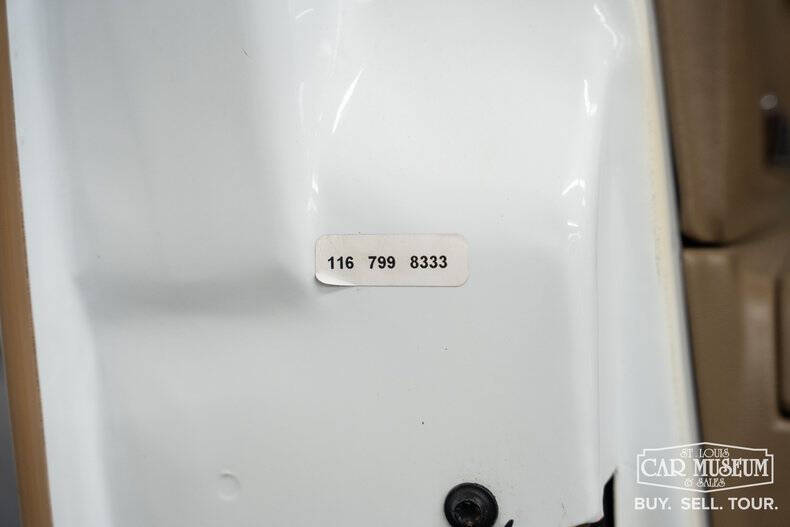 116 799 8333
ST. LOUIS
CAR MUSEUM
& SALES
BUY. SELL. TOUR.